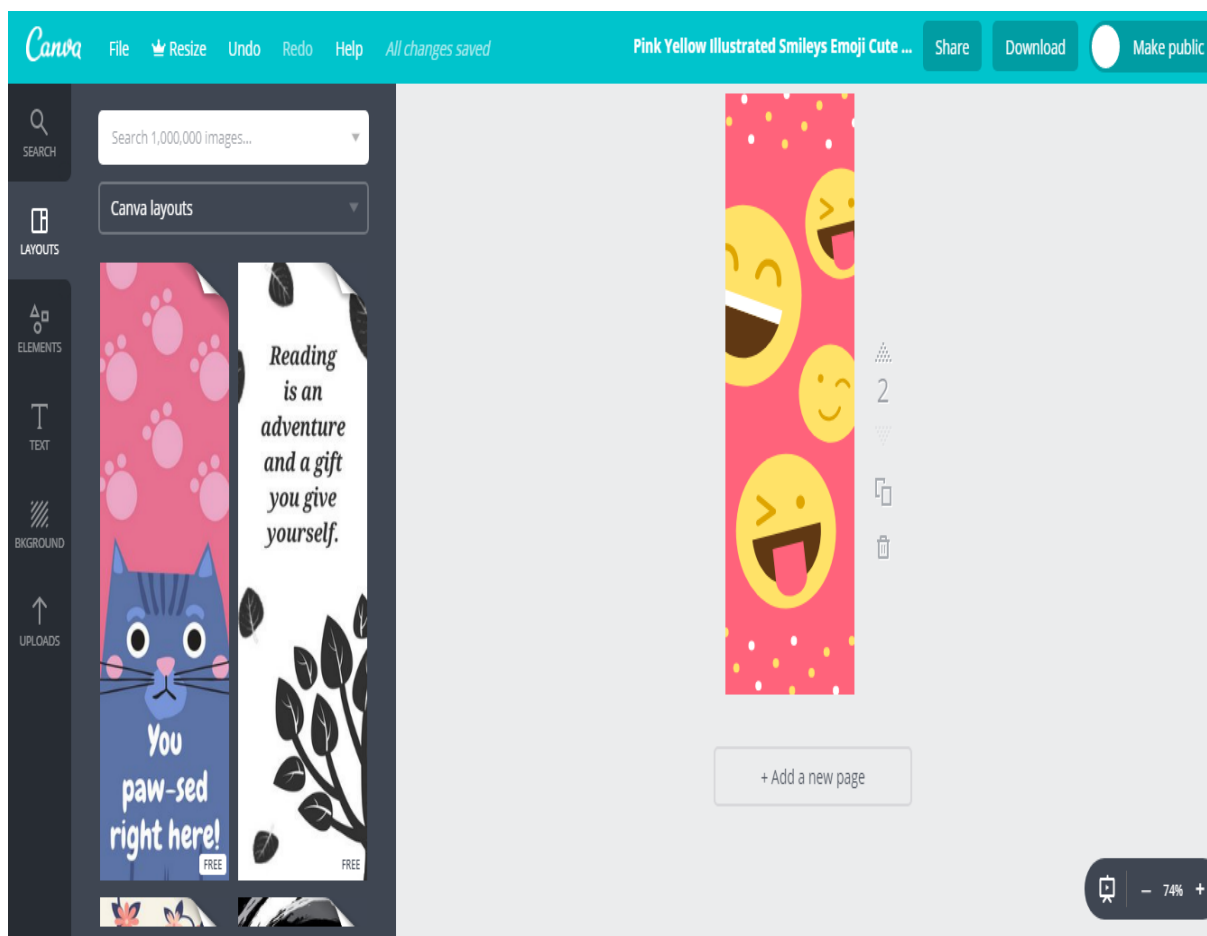 Canva File Resize Undo Redo Help All changes saved Pink Yellow Illustrated Smileys Emoji Cute ... Share Download Make public
SEARCH
LAYOUTS
ELEMENTS
TEXT
BKGROUND
UPLOADS
Search 1,000,000 images...
Canva layouts
You
paw-sed
right here!
FREE
Reading
is an
adventure
and a gift
you give
yourself.
FREE
2
+ Add a new page
– 74% +